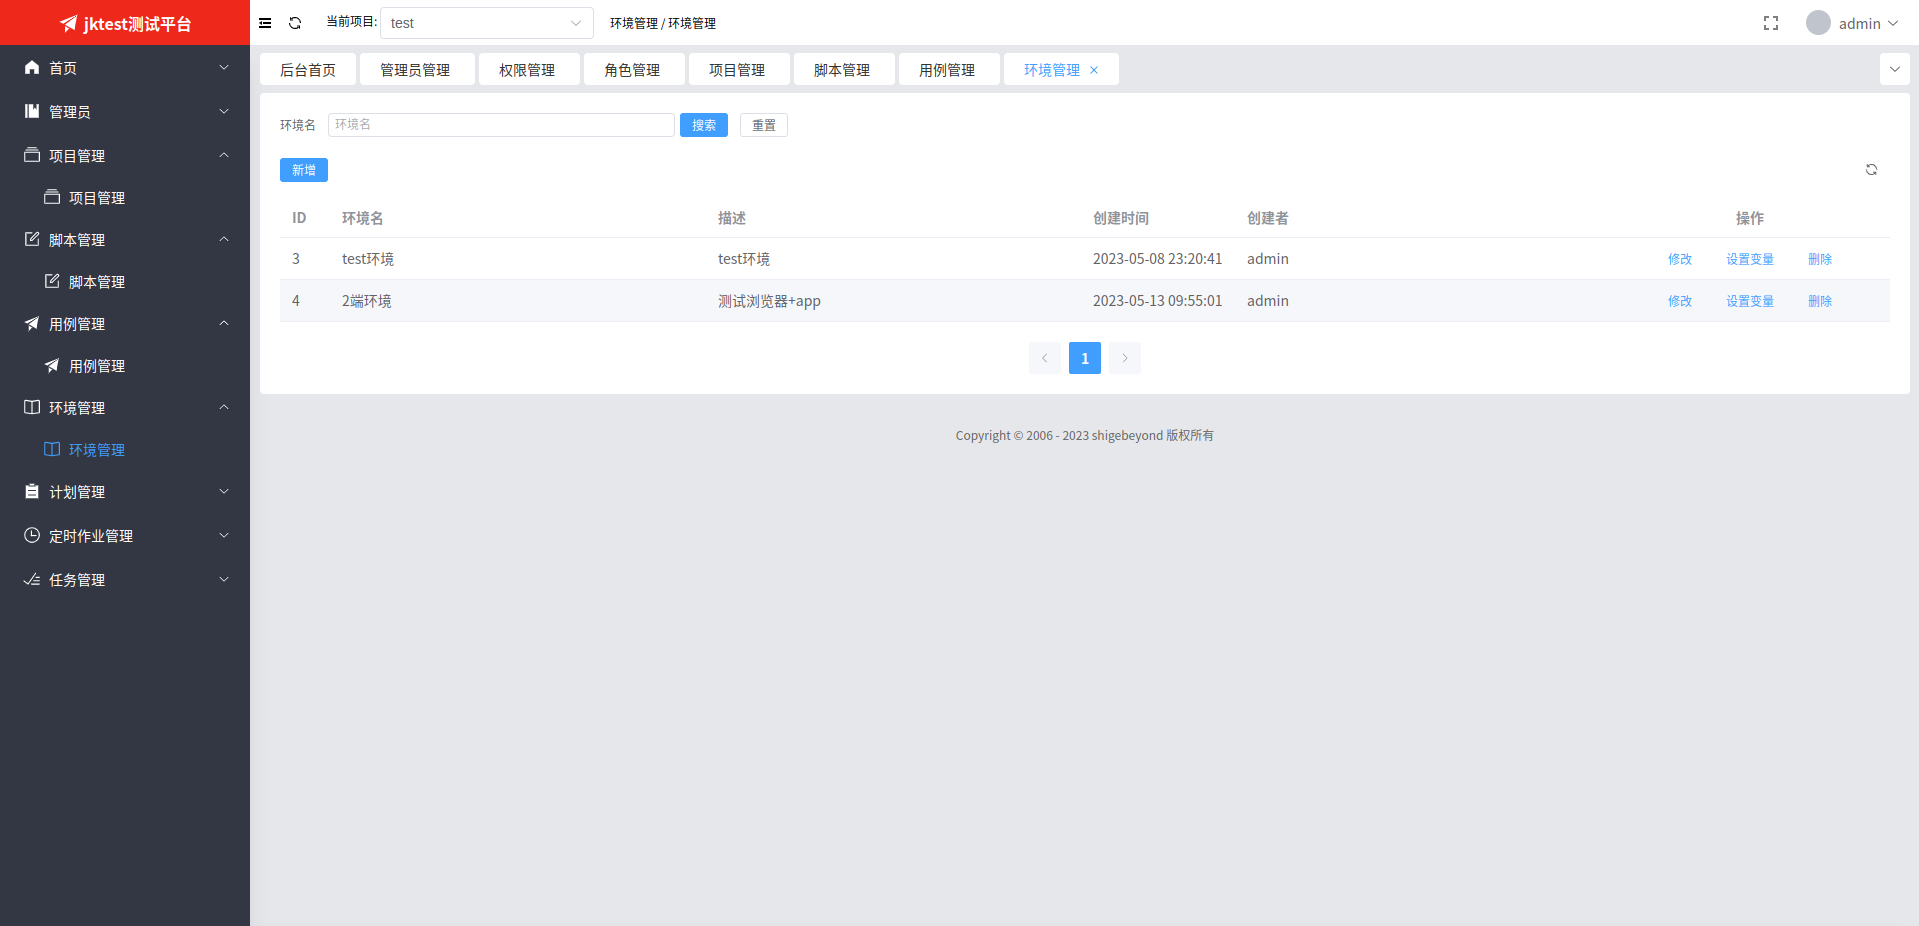 jktest测试平台
当前项目:
test
环境管理 / 环境管理
admin
首页
管理员
项目管理
项目管理
脚本管理
脚本管理
用例管理
用例管理
环境管理
环境管理
计划管理
定时作业管理
任务管理
后台首页 管理员管理 权限管理 角色管理 项目管理 脚本管理 用例管理 环境管理
环境名 环境名 搜索 重置
新增
ID 环境名 描述 创建时间 创建者 操作
3 test环境 test环境 2023-05-08 23:20:41 admin 修改 设置变量 删除
4 2端环境 测试浏览器+app 2023-05-13 09:55:01 admin 修改 设置变量 删除
1
Copyright © 2006 - 2023 shigebeyond 版权所有